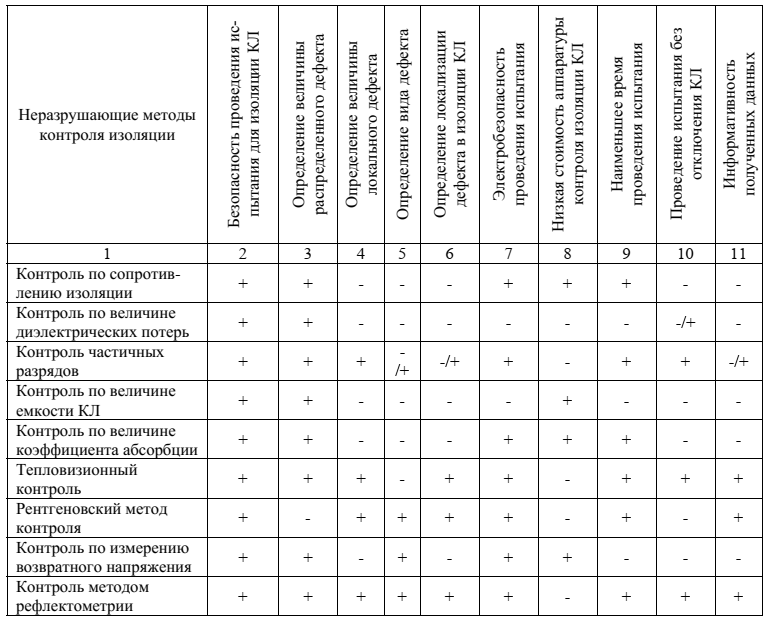 Неразрушающие методы
контроля изоляции
Безопасность проведения ис-
пытания для изоляции КЛ
Определение величины
распределенного дефекта
Определение величины
локального дефекта
Определение вида дефекта
Определение локализации
дефекта в изоляции КЛ
Электробезопасность
проведения испытания
Низкая стоимость аппаратуры
контроля изоляции КЛ
Наименьшее время
проведения испытания
Проведение испытания без
отключения КЛ
Информативность
полученных данных
1 2 3 4 5 6 7 8 9 10 11
Контроль по сопротив-
лению изоляции
+ + - - - + + + - -
Контроль по величине
диэлектрических потерь
+ + - - - - - - -/+ -
Контроль частичных
разрядов
+ + + -
/+ -/+ + - + + -/+
Контроль по величине
емкости КЛ
+ + - - - - + - - -
Контроль по величине
коэффициента абсорбции
+ + - - - + + + - -
Тепловизионный
контроль
+ + + - + + - + + +
Рентгеновский метод
контроля
+ - + + + + - + - +
Контроль по измерению
возвратного напряжения
+ + - + - + + - - -
Контроль методом
рефлектометрии
+ + + + + + - + + +